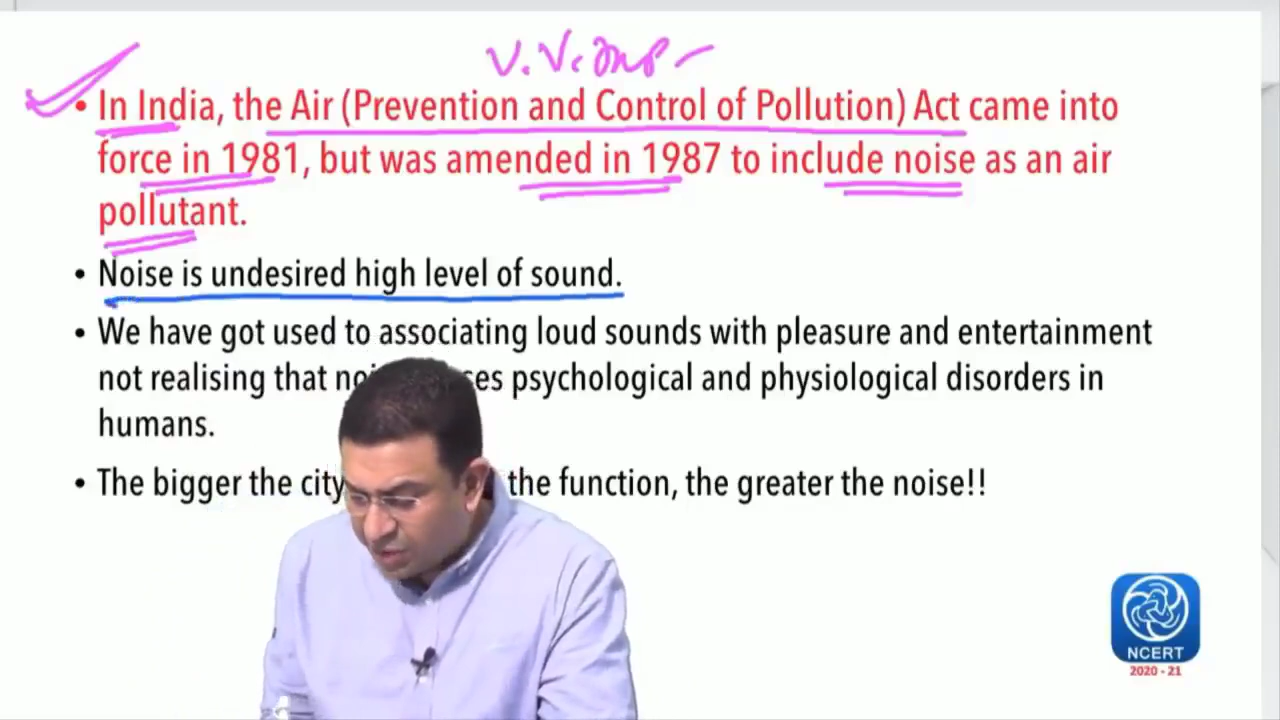 V. V. Imp -
• In India, the Air (Prevention and Control of Pollution) Act came into
force in 1981, but was amended in 1987 to include noise as an air
pollutant.
• Noise is undesired high level of sound.
• We have got used to associating loud sounds with pleasure and entertainment
not realising that psychological and physiological disorders in
humans.
• The bigger the city the function, the greater the noise!!
NCERT
2020 - 21